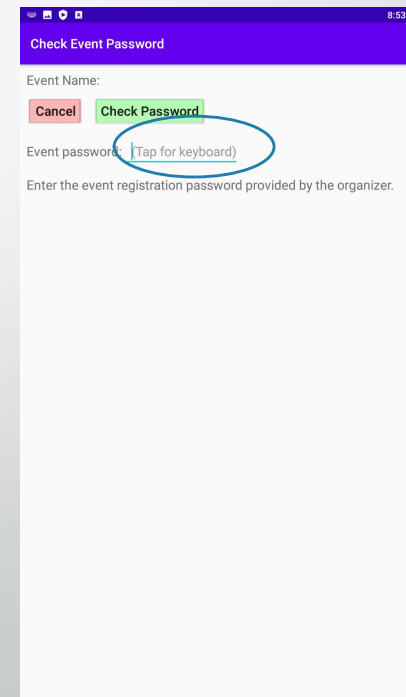 8:53
Check Event Password
Event Name:
Cancel Check Password
Event password: (Tap for keyboard)
Enter the event registration password provided by the organizer.